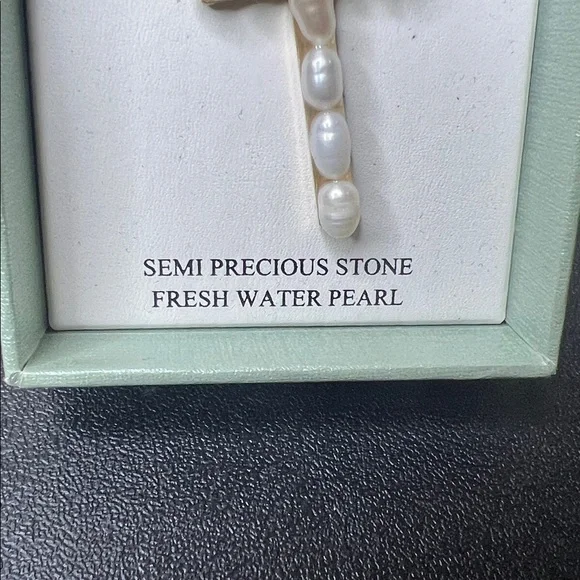 SEMI PRECIOUS STONE
FRESH WATER PEARL